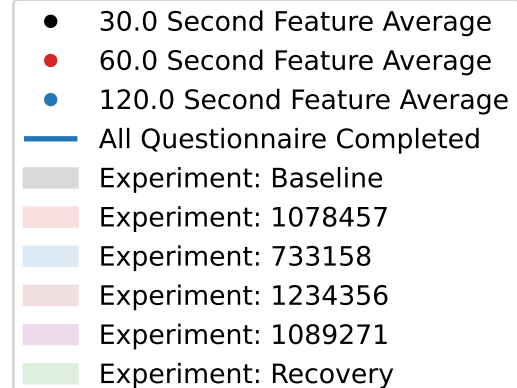 30.0 Second Feature Average
60.0 Second Feature Average
120.0 Second Feature Average
All Questionnaire Completed
Experiment: Baseline
Experiment: 1078457
Experiment: 733158
Experiment: 1234356
Experiment: 1089271
Experiment: Recovery